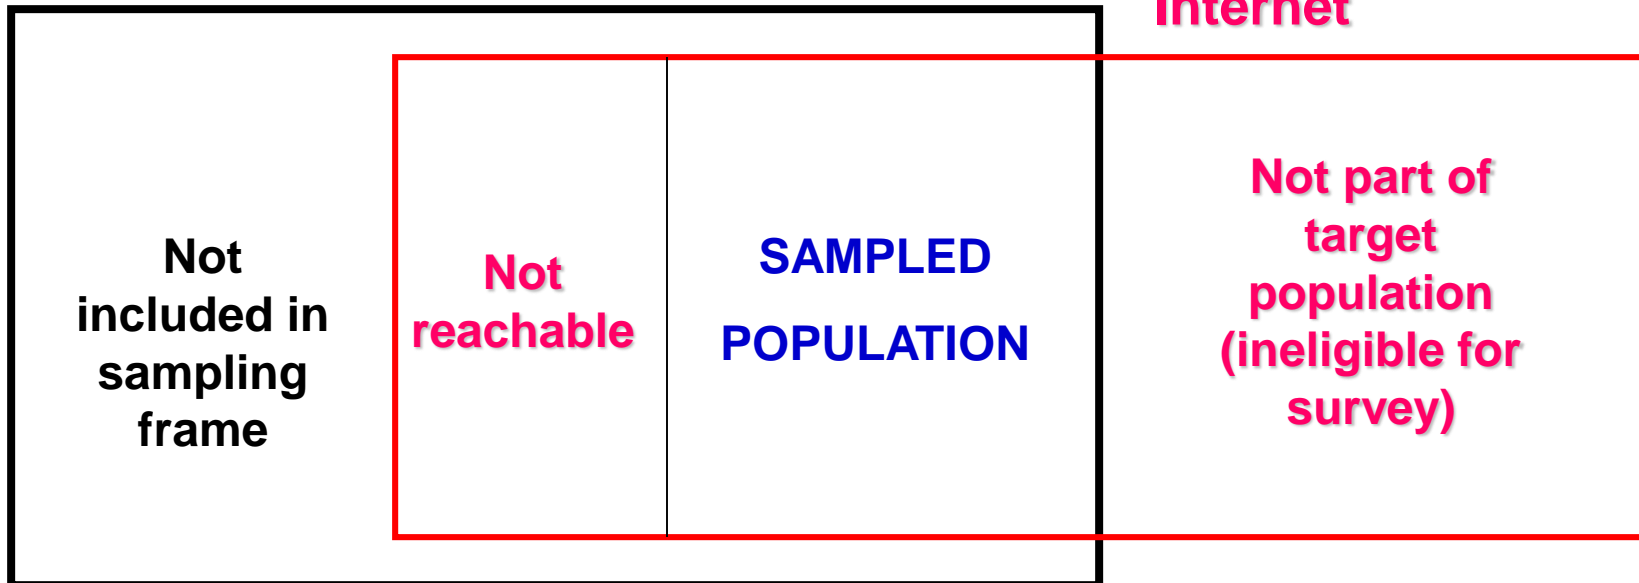 Internet
Not
included in
sampling
frame
Not
reachable
SAMPLED
POPULATION
Not part of
target
population
(ineligible for
survey)